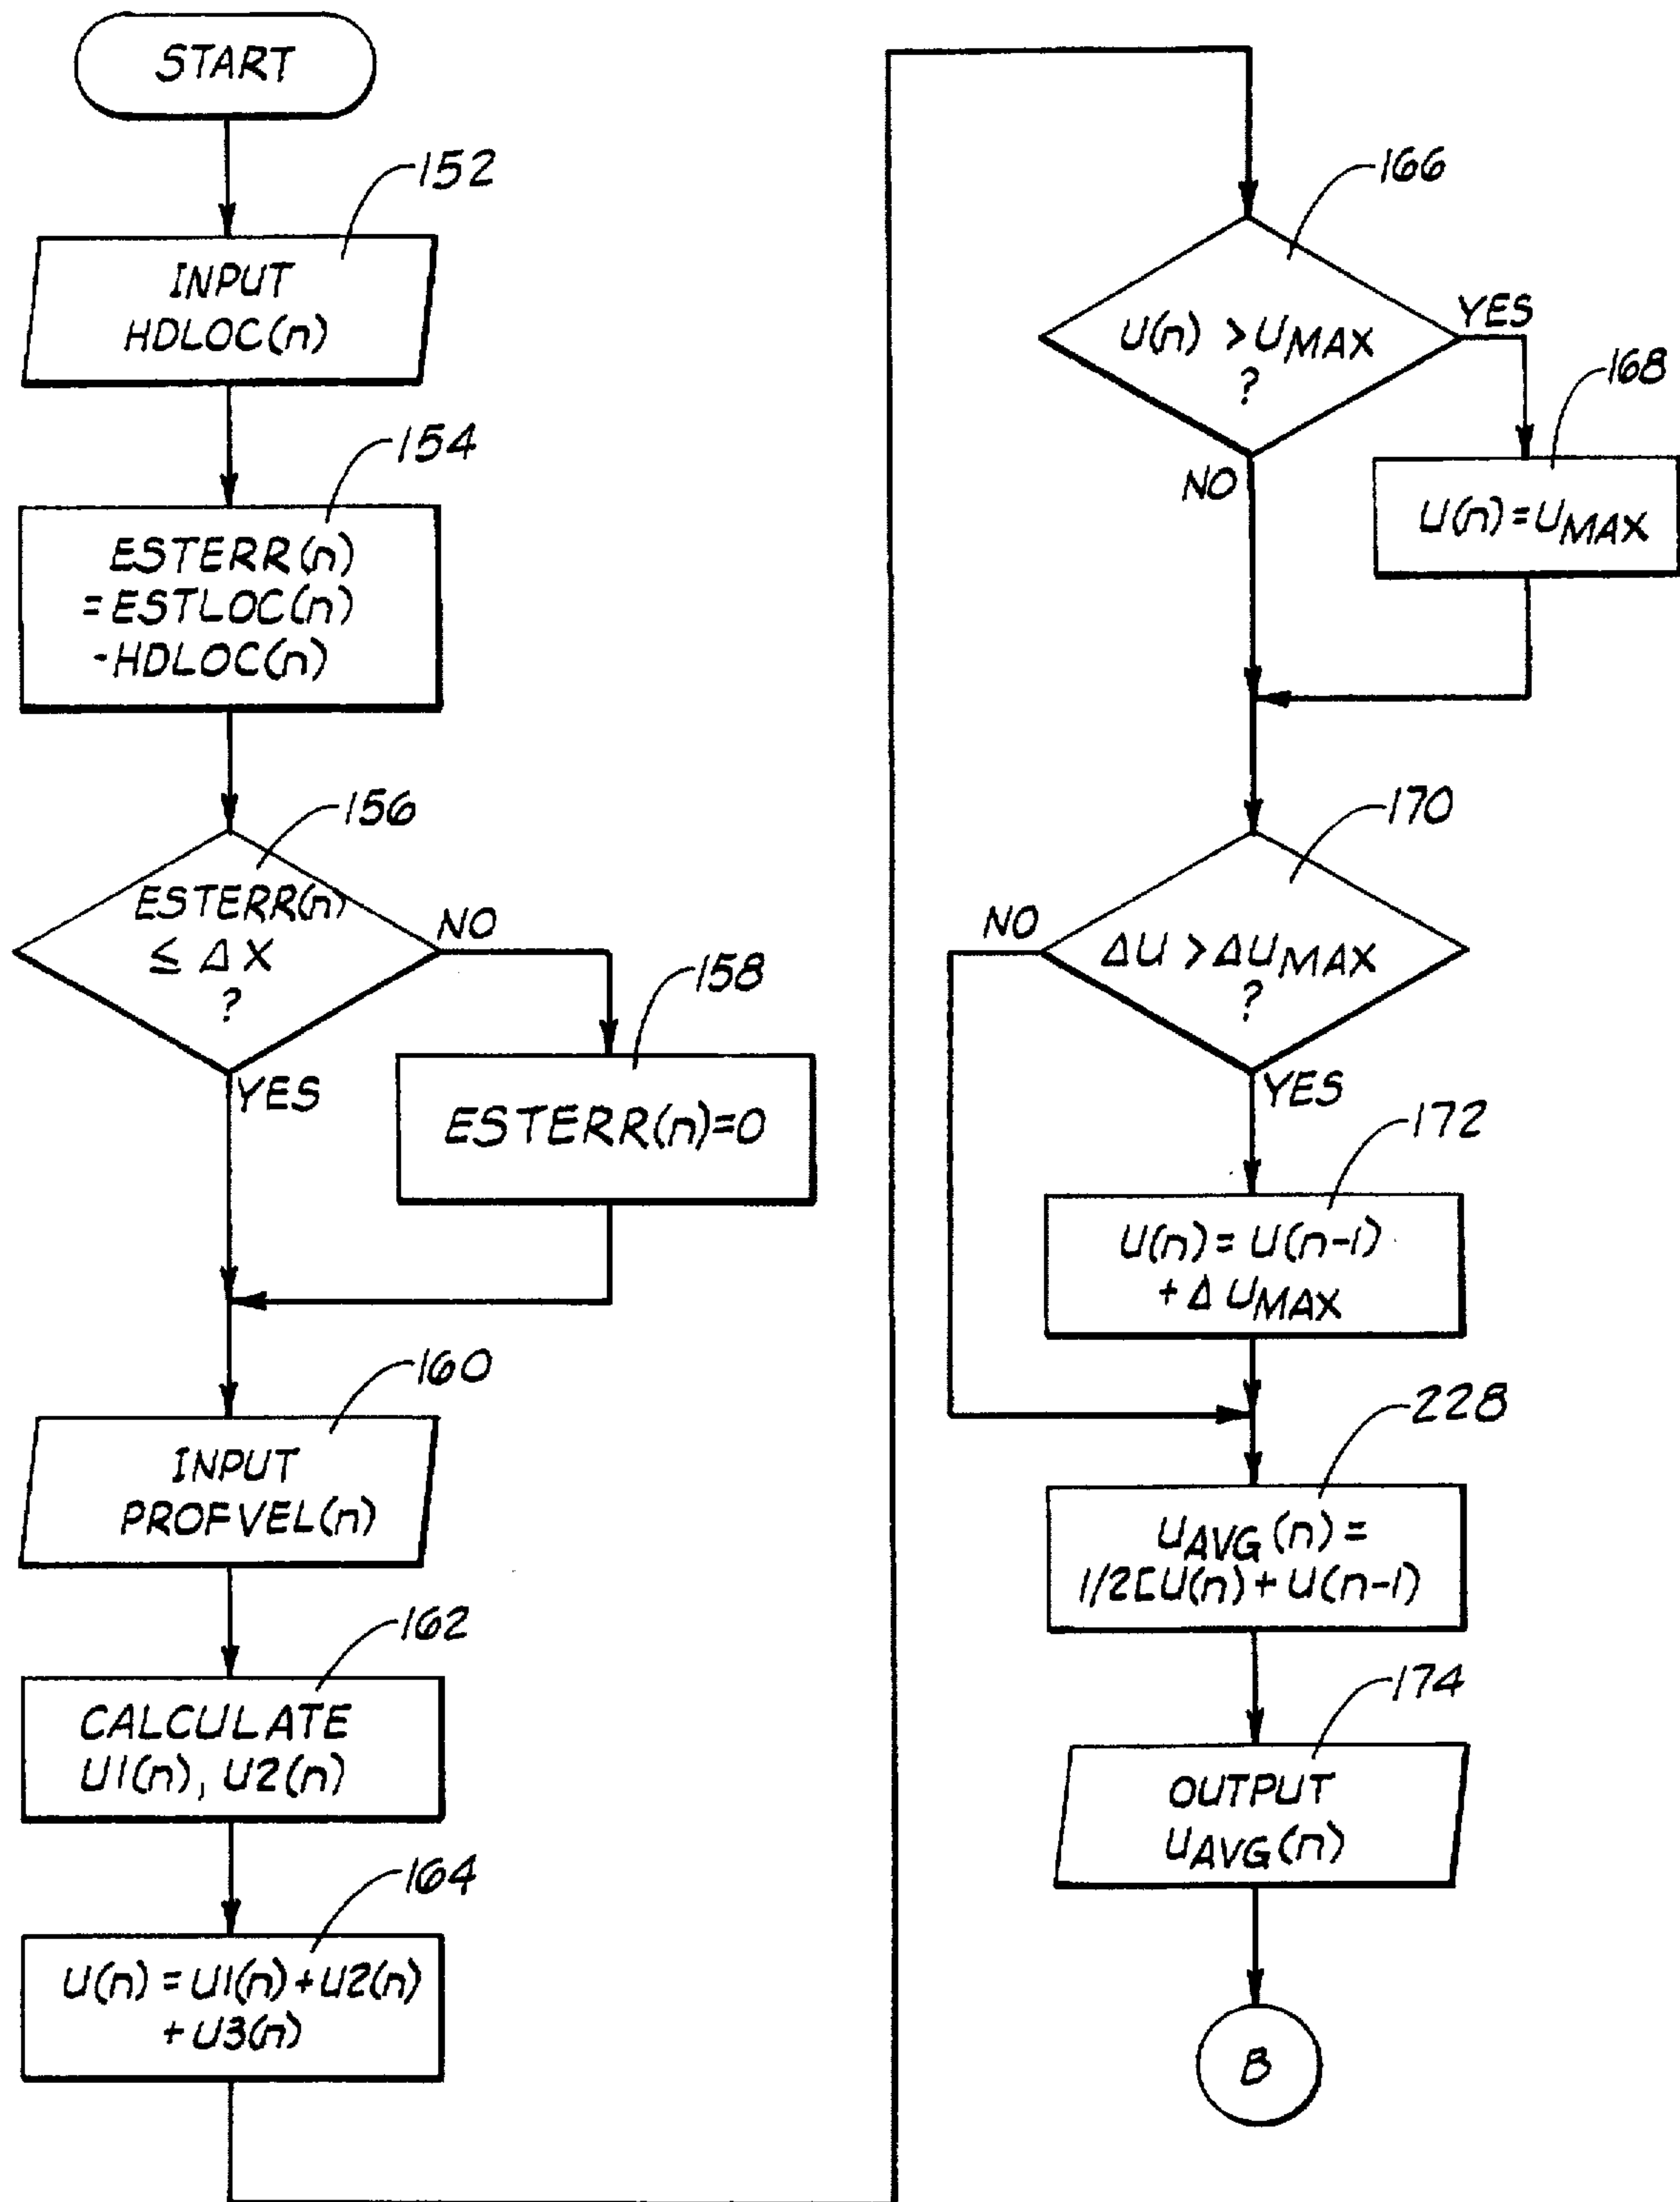 START
152
INPUT
HDLOC(n)
154
ESTERR(n)
=ESTLOC(n)
-HDLOC(n)
156
ESTERR(n)
≤ ΔX
?
NO
YES
158
ESTERR(n)=0
160
INPUT
PROFVEL(n)
162
CALCULATE
U1(n), U2(n)
164
U(n)=U1(n)+U2(n)
+U3(n)
166
U(n) >UMAX
?
YES
NO
168
U(n)=UMAX
170
ΔU >ΔUMAX
?
NO
YES
172
U(n)= U(n-1)
+Δ UMAX
228
UAVG(n)=
1/2[U(n)+U(n-1)
174
OUTPUT
UAVG(n)
B